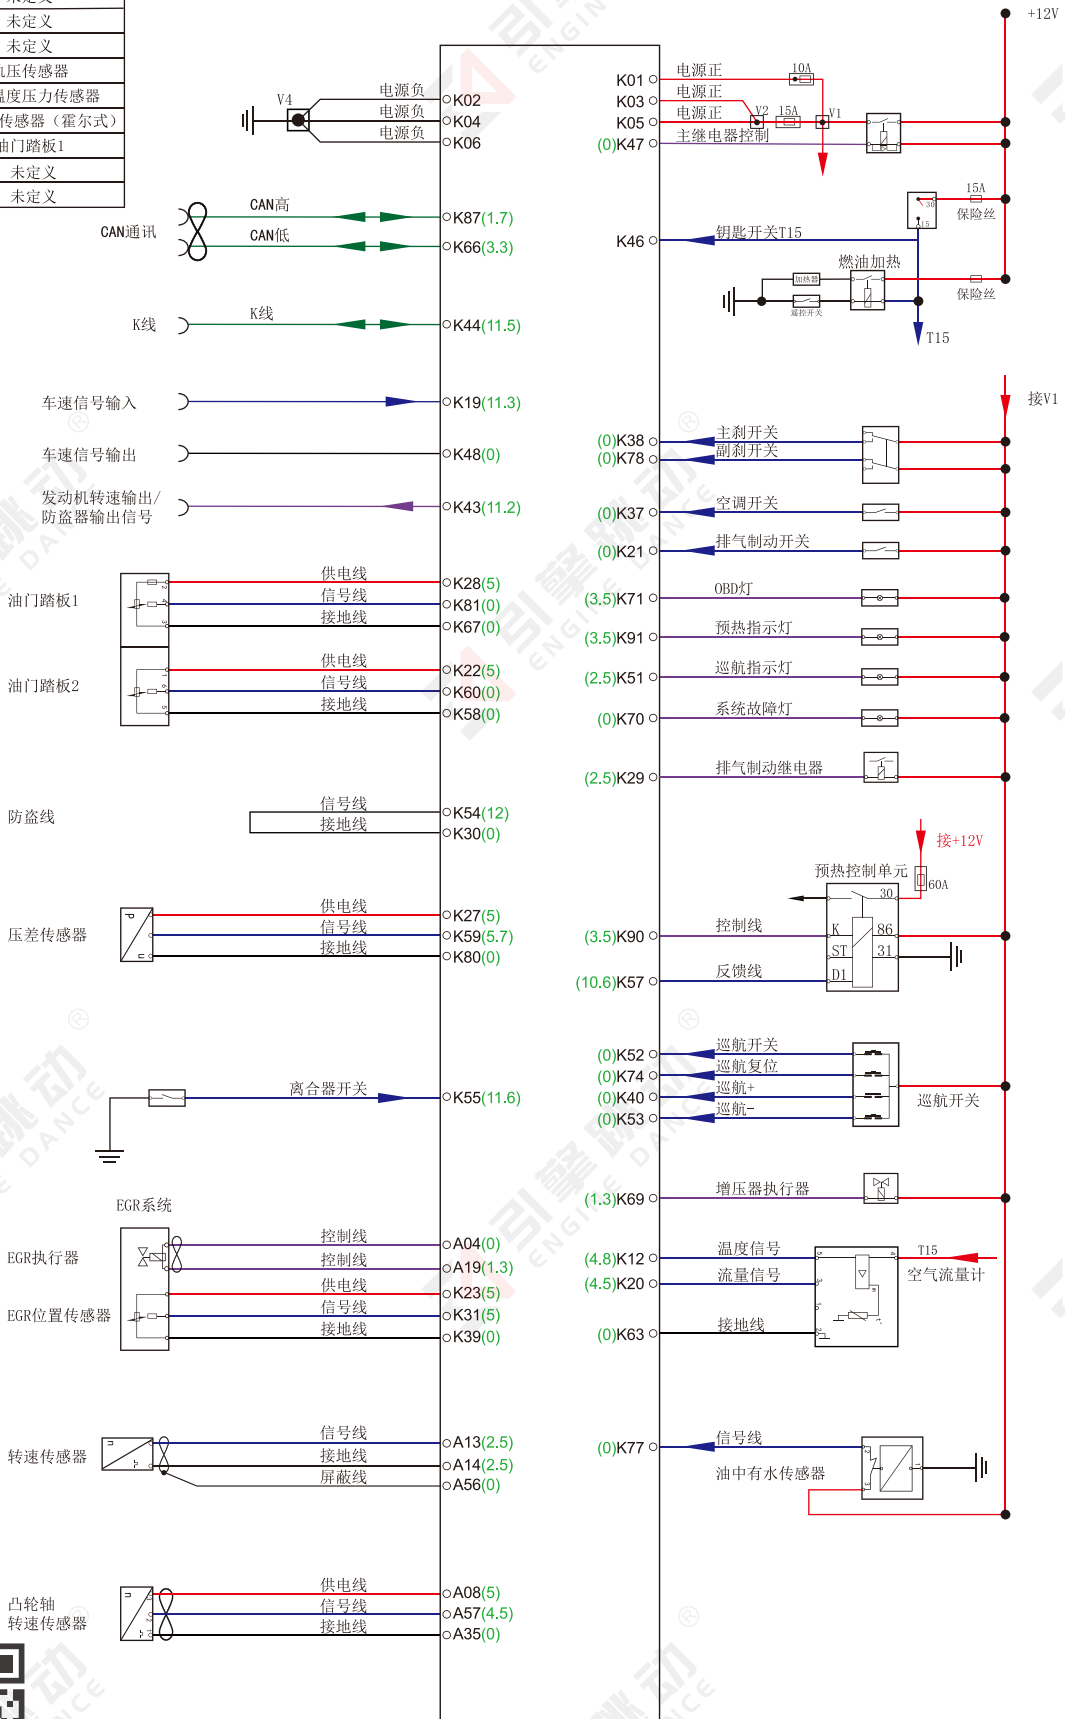 未定义
未定义
压传感器
温度压力传感器
传感器（霍尔式）
油门踏板1
未定义
未定义
V4
电源负
K02
电源负
K04
电源负
K06
CAN通讯
CAN高
K87(1.7)
CAN低
K66(3.3)
K线
K线
K44(11.5)
车速信号输入
K19(11.3)
车速信号输出
K48(0)
发动机转速输出/
防盗器输出信号
K43(11.2)
油门踏板1
供电线
K28(5)
信号线
K81(0)
接地线
K67(0)
油门踏板2
供电线
K22(5)
信号线
K60(0)
接地线
K58(0)
防盗线
信号线
K54(12)
接地线
K30(0)
压差传感器
供电线
K27(5)
信号线
K59(5.7)
接地线
K80(0)
离合器开关
K55(11.6)
EGR系统
EGR执行器
控制线
A04(0)
控制线
A19(1.3)
EGR位置传感器
供电线
K23(5)
信号线
K31(5)
接地线
K39(0)
转速传感器
信号线
A13(2.5)
接地线
A14(2.5)
屏蔽线
A56(0)
凸轮轴
转速传感器
供电线
A08(5)
信号线
A57(4.5)
接地线
A35(0)
+12V
K01
电源正
10A
K03
电源正
K05
电源正
V2
15A
V1
(0)K47
主继电器控制
30
15
15A
保险丝
K46
钥匙开关T15
燃油加热
加热器
遥控开关
保险丝
T15
接V1
(0)K38
主刹开关
(0)K78
副刹开关
(0)K37
空调开关
(0)K21
排气制动开关
(3.5)K71
OBD灯
(3.5)K91
预热指示灯
(2.5)K51
巡航指示灯
(0)K70
系统故障灯
(2.5)K29
排气制动继电器
接+12V
60A
预热控制单元
30
(3.5)K90
控制线
K
86
ST
31
(10.6)K57
反馈线
D1
(0)K52
巡航开关
(0)K74
巡航复位
(0)K40
巡航+
(0)K53
巡航-
巡航开关
(1.3)K69
增压器执行器
(4.8)K12
温度信号
T15
空气流量计
(4.5)K20
流量信号
(0)K63
接地线
(0)K77
信号线
油中有水传感器
引擎跳动
ENGINE DANCE